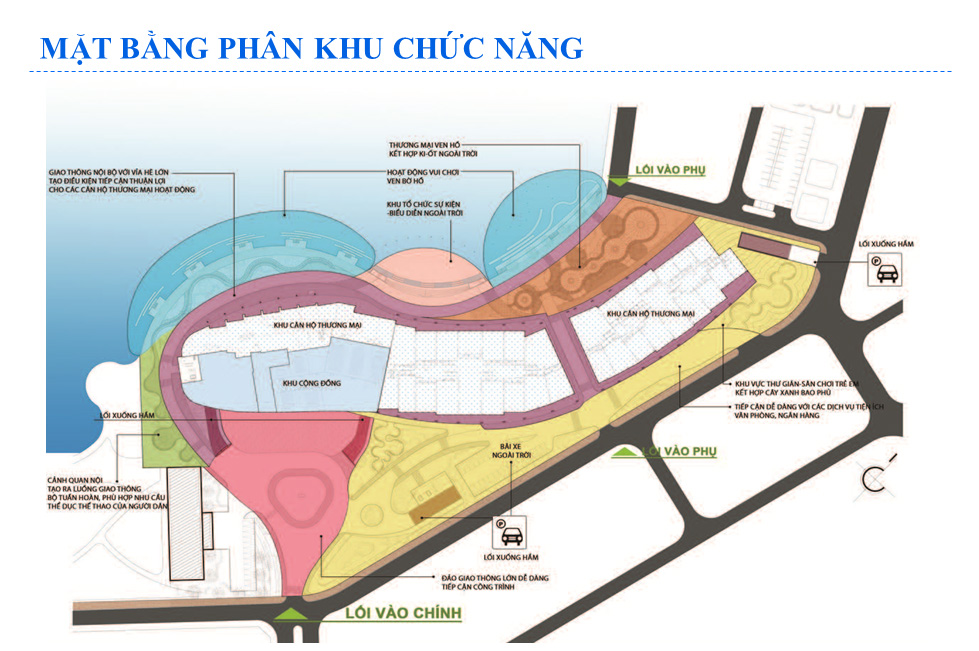 MẶT BẰNG PHÂN KHU CHỨC NĂNG
THƯƠNG MẠI VEN HỒ
KẾT HỢP KI-ỐT NGOÀI TRỜI
GIAO THÔNG NỘI BỘ VỚI VỈA HÈ LỚN
TẠO ĐIỀU KIỆN TIẾP CẬN THUẬN LỢI
CHO CÁC CĂN HỘ THƯƠNG MẠI HOẠT ĐỘNG
HOẠT ĐỘNG VUI CHƠI
VEN BỜ HỒ
LỐI VÀO PHỤ
KHU TỔ CHỨC SỰ KIỆN
-BIỂU DIỄN NGOÀI TRỜI
LỐI XUỐNG HẦM
P
KHU CĂN HỘ THƯƠNG MẠI
KHU CĂN HỘ THƯƠNG MẠI
KHU CỘNG ĐỒNG
KHU VỰC THƯ GIÃN-SÂN CHƠI TRẺ EM
KẾT HỢP CÂY XANH BAO PHỦ
TIẾP CẬN DỄ DÀNG VỚI CÁC DỊCH VỤ TIỆN ÍCH
VĂN PHÒNG, NGÂN HÀNG
LỐI XUỐNG HẦM
BÃI XE
NGOÀI TRỜI
LỐI VÀO PHỤ
CẢNH QUAN NỘI
TẠO RA LUỒNG GIAO THÔNG
BỘ TUẦN HOÀN, PHÙ HỢP NHU CẦU
THỂ DỤC THỂ THAO CỦA NGƯỜI DÂN
P
LỐI XUỐNG HẦM
ĐẢO GIAO THÔNG LỚN DỄ DÀNG
TIẾP CẬN CÔNG TRÌNH
LỐI VÀO CHÍNH